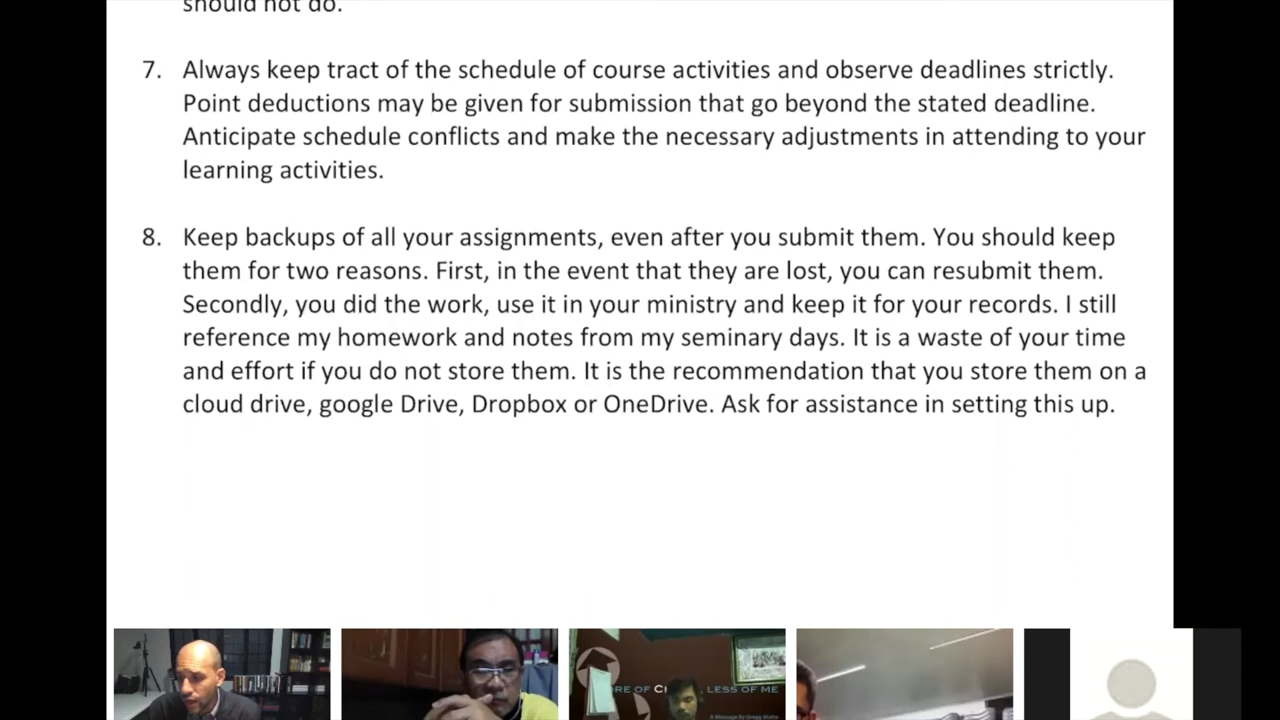 should not do.
7. Always keep tract of the schedule of course activities and observe deadlines strictly.
Point deductions may be given for submission that go beyond the stated deadline.
Anticipate schedule conflicts and make the necessary adjustments in attending to your
learning activities.
8. Keep backups of all your assignments, even after you submit them. You should keep
them for two reasons. First, in the event that they are lost, you can resubmit them.
Secondly, you did the work, use it in your ministry and keep it for your records. I still
reference my homework and notes from my seminary days. It is a waste of your time
and effort if you do not store them. It is the recommendation that you store them on a
cloud drive, google Drive, Dropbox or OneDrive. Ask for assistance in setting this up.
LESS OF ME